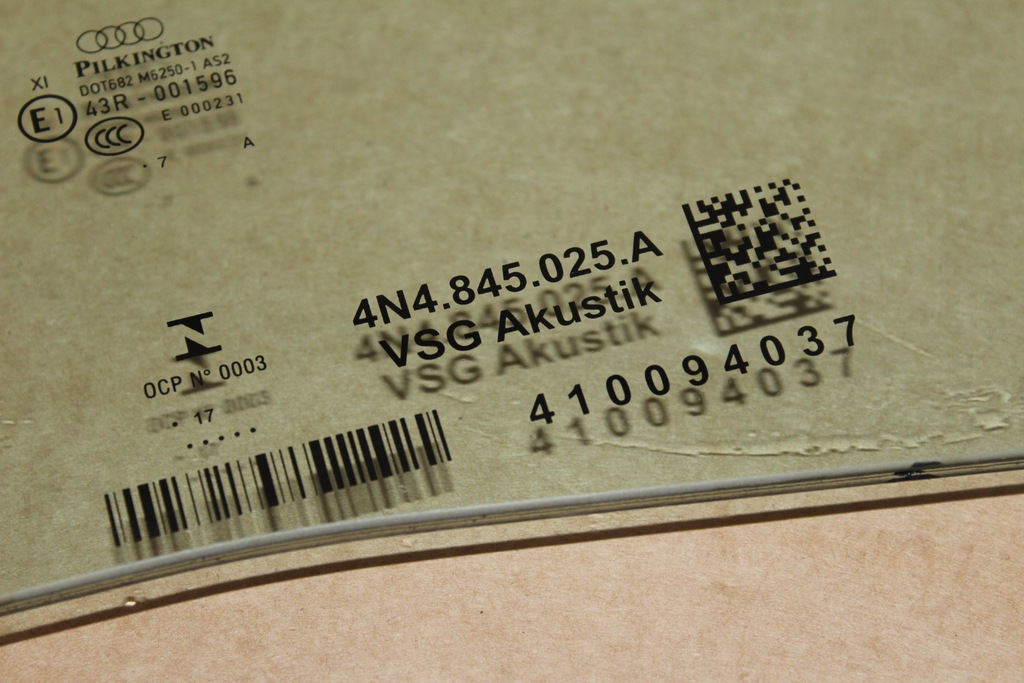 PILKINGTON
XI
DOT682 M6250-1 AS2
E1
43R - 001596
E 000231
CCC
. 7 A
4N4.845.025.A
VSG Akustik
410094037
OCP N° 0003
. 17
.....